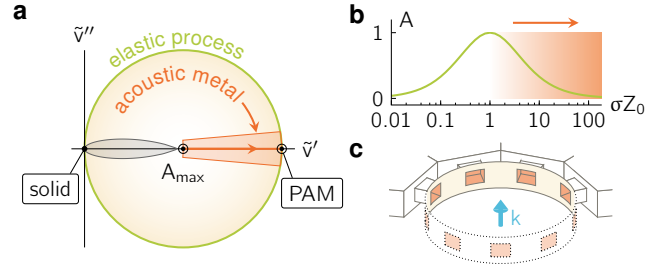 a
ṽ''
elastic process
acoustic metal
ṽ'
A_max
solid
PAM
b
A
1
0
0.01
0.1
1
10
100
σZ₀
c
k